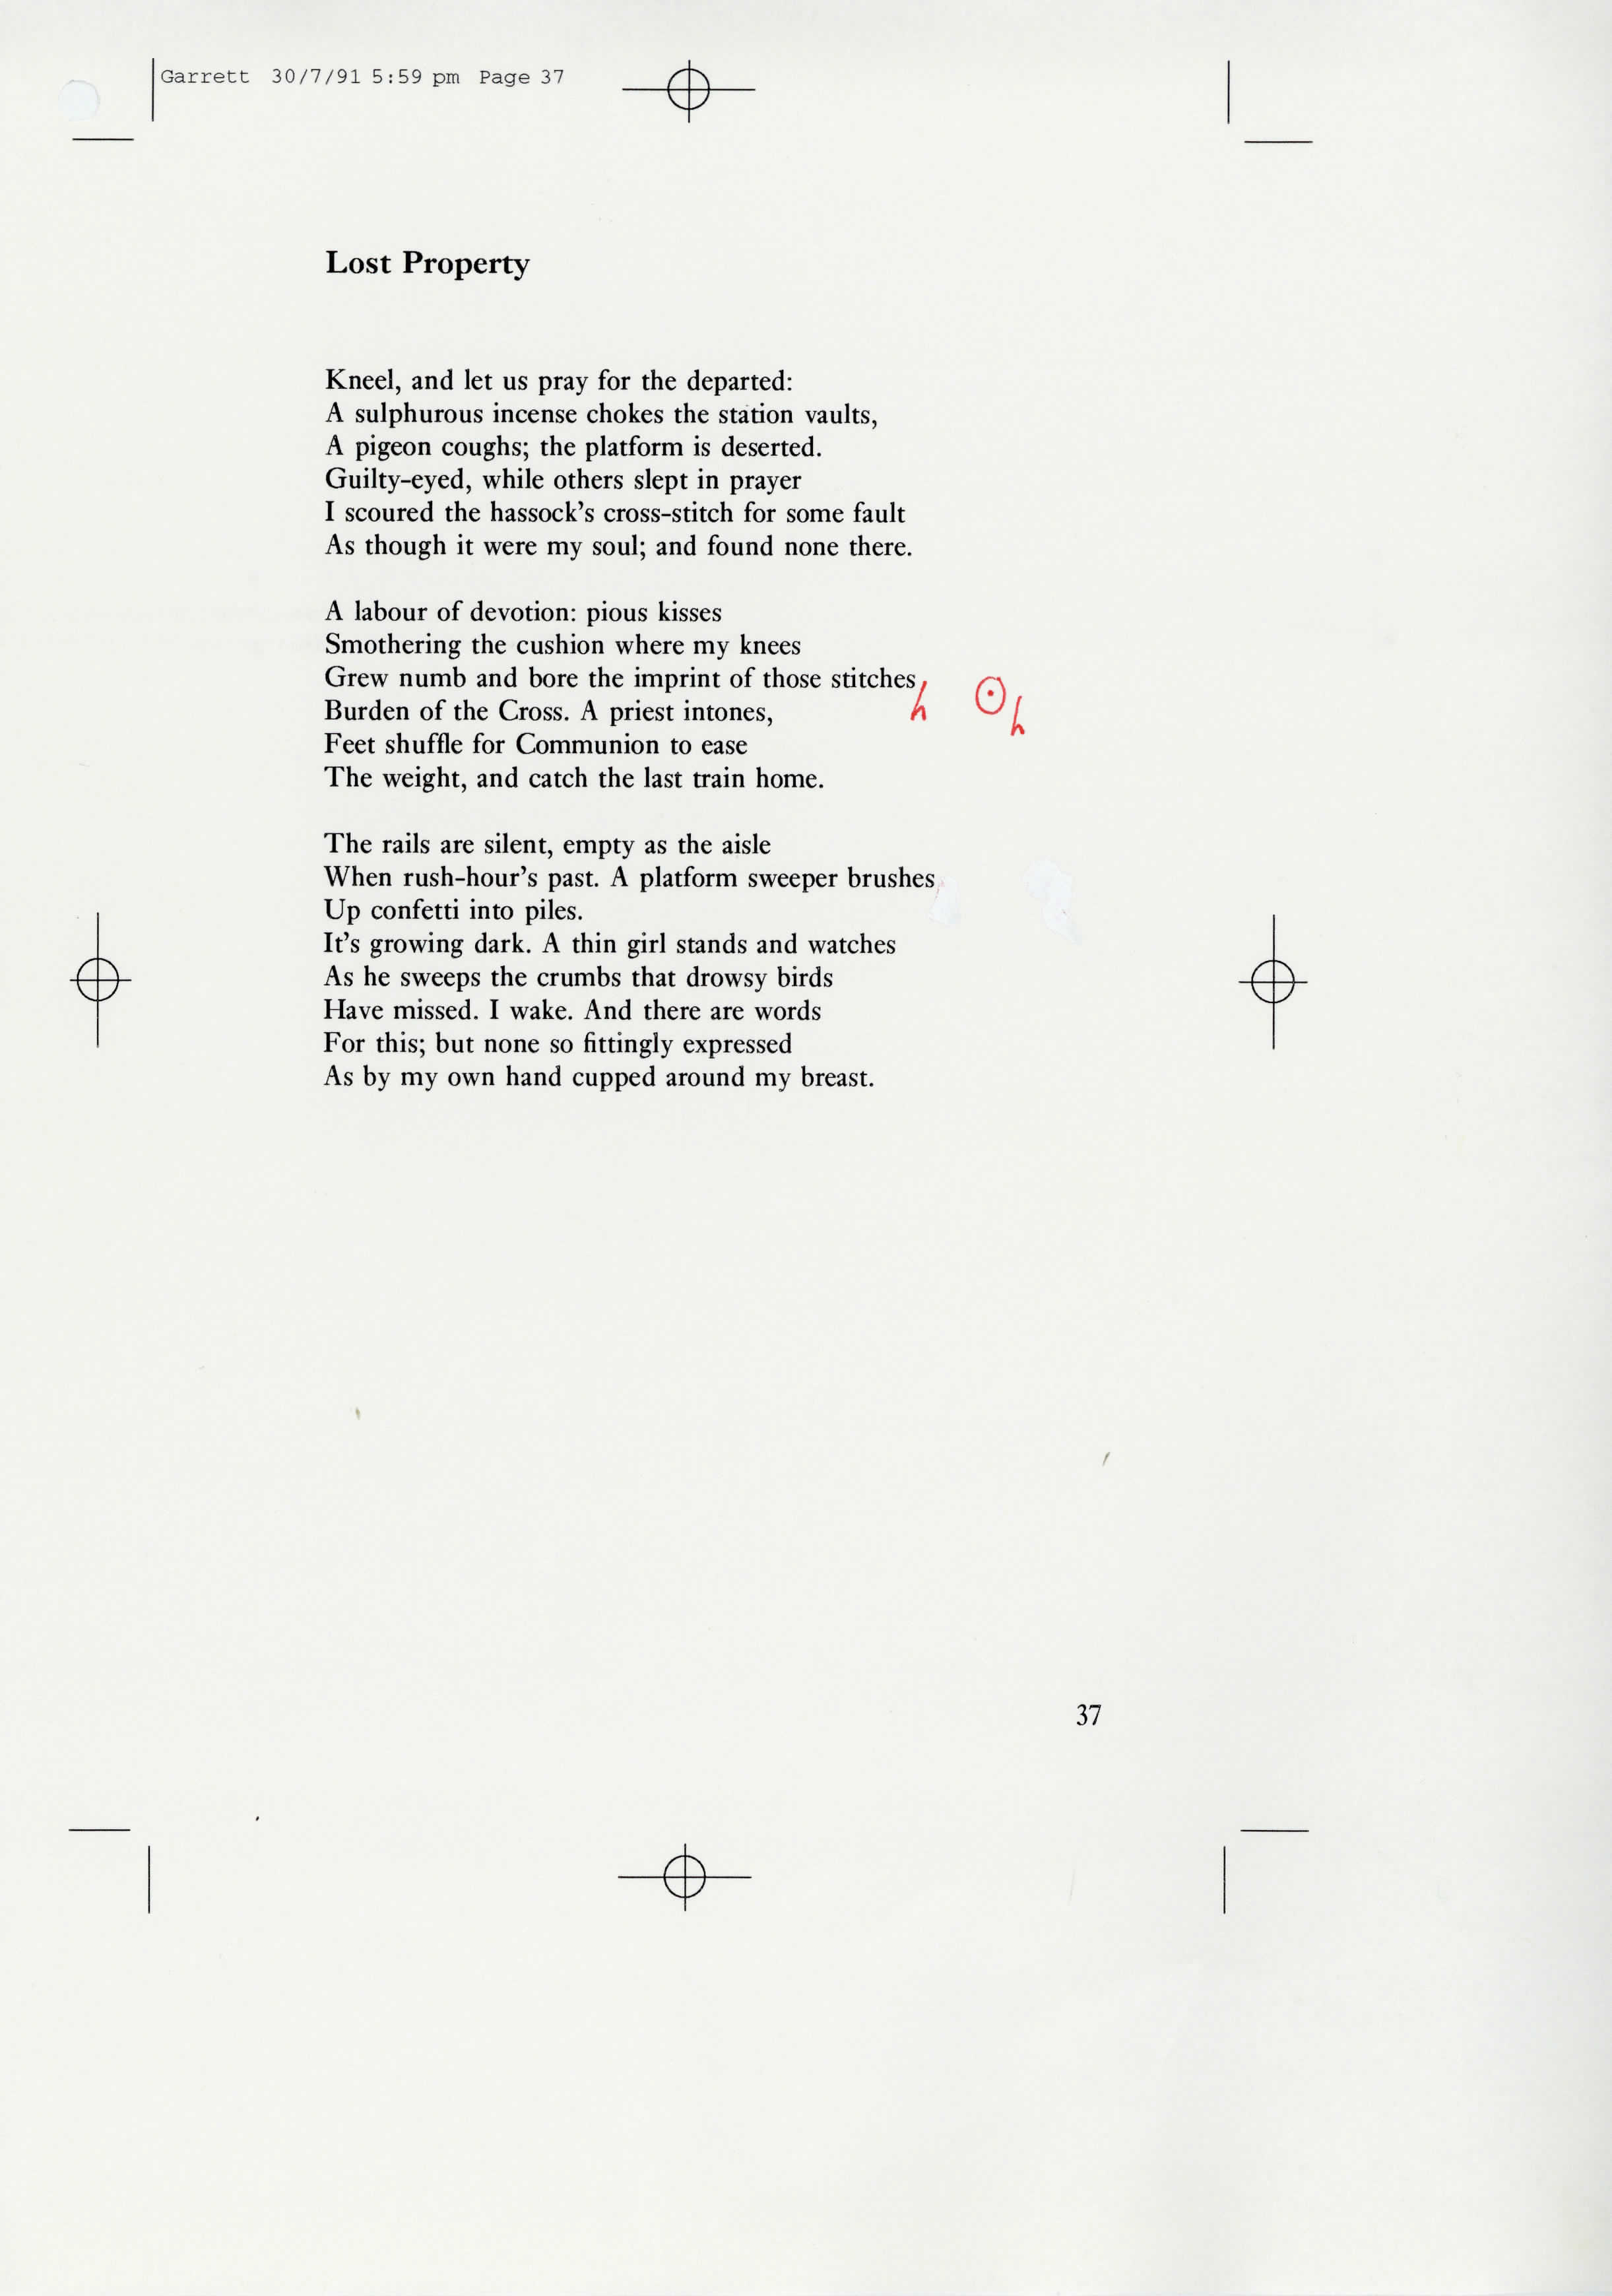 Garrett 30/7/91 5:59 pm Page 37
Lost Property
Kneel, and let us pray for the departed:
A sulphurous incense chokes the station vaults,
A pigeon coughs; the platform is deserted.
Guilty-eyed, while others slept in prayer
I scoured the hassock's cross-stitch for some fault
As though it were my soul; and found none there.
A labour of devotion: pious kisses
Smothering the cushion where my knees
Grew numb and bore the imprint of those stitches
Burden of the Cross. A priest intones,
Feet shuffle for Communion to ease
The weight, and catch the last train home.
The rails are silent, empty as the aisle
When rush-hour's past. A platform sweeper brushes
Up confetti into piles.
It's growing dark. A thin girl stands and watches
As he sweeps the crumbs that drowsy birds
Have missed. I wake. And there are words
For this; but none so fittingly expressed
As by my own hand cupped around my breast.
37